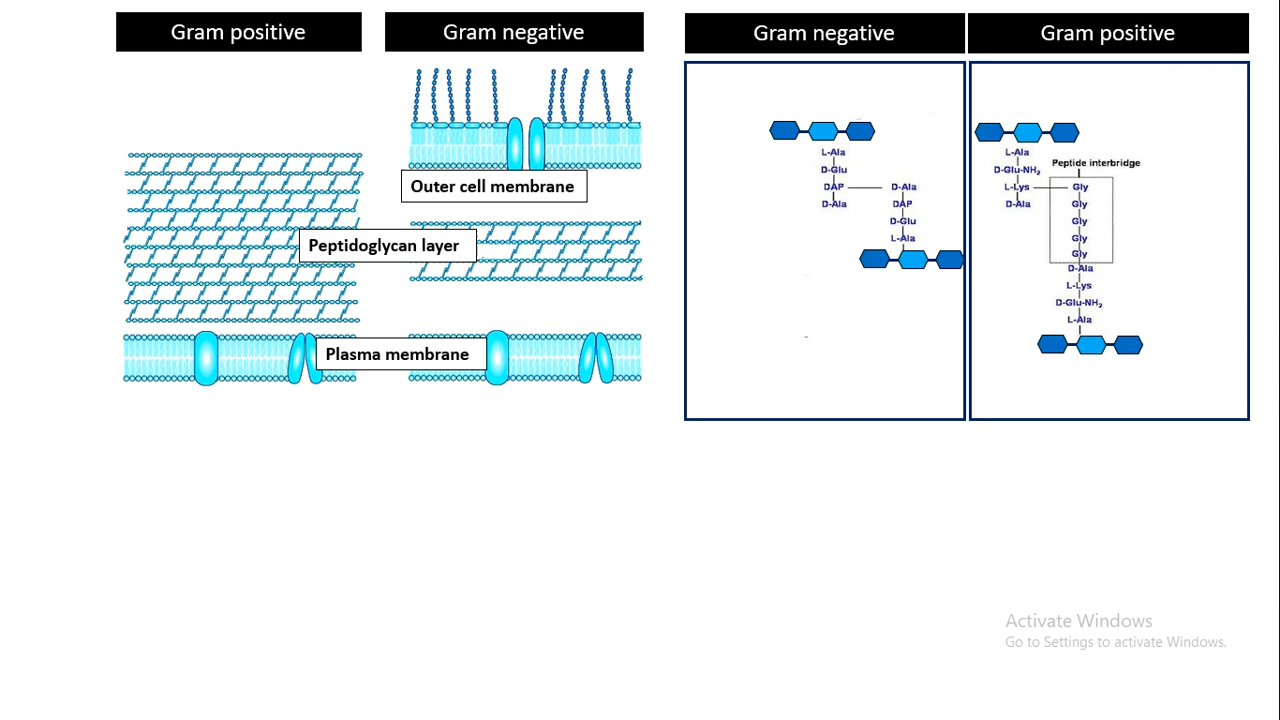 Gram positive
Gram negative
Outer cell membrane
Peptidoglycan layer
Plasma membrane
Gram negative
L-Ala
D-Glu
DAP
D-Ala
D-Ala
DAP
D-Glu
L-Ala
Gram positive
L-Ala
D-Glu-NH₂
L-Lys
D-Ala
Peptide interbridge
Gly
Gly
Gly
Gly
Gly
D-Ala
L-Lys
D-Glu-NH₂
L-Ala
Activate Windows
Go to Settings to activate Windows.